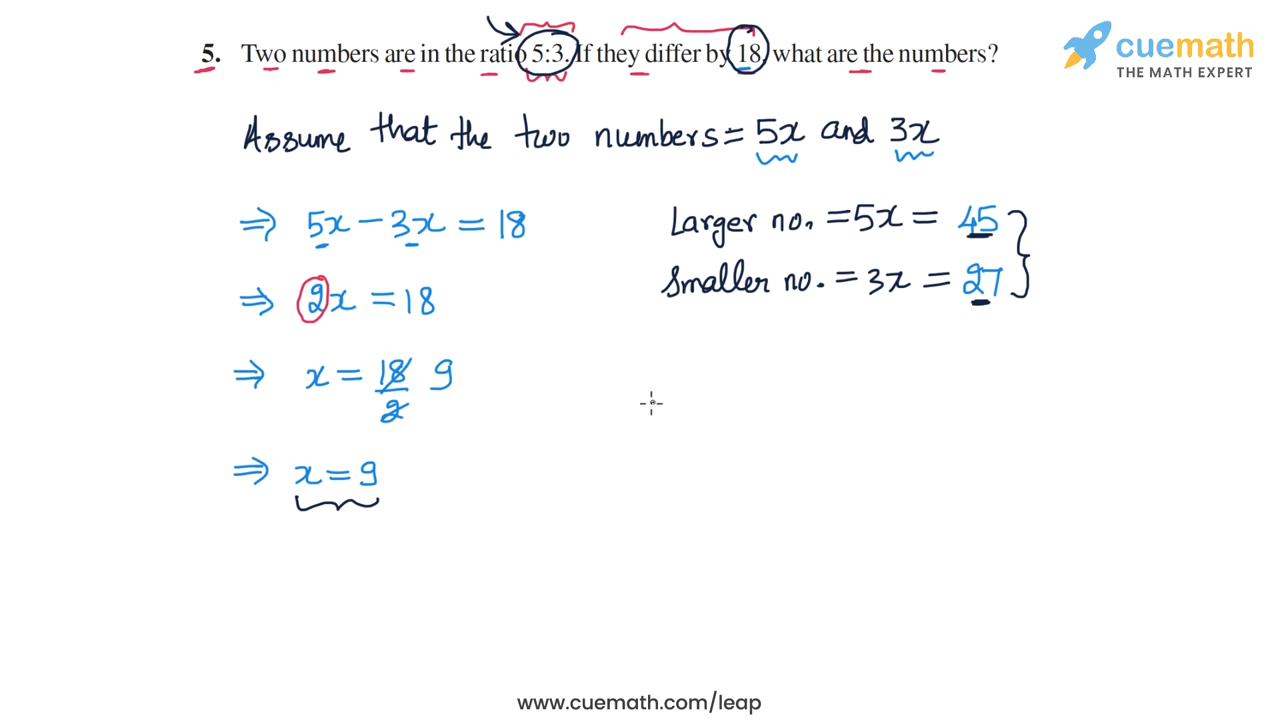 5. Two numbers are in the ratio 5:3. If they differ by 18, what are the numbers?
cuemath
THE MATH EXPERT
Assume that the two numbers = 5x and 3x
⇒ 5x − 3x = 18
⇒ 2x = 18
⇒ x = 18/2 9
⇒ x = 9
Larger no. = 5x = 45
Smaller no. = 3x = 27
www.cuemath.com/leap